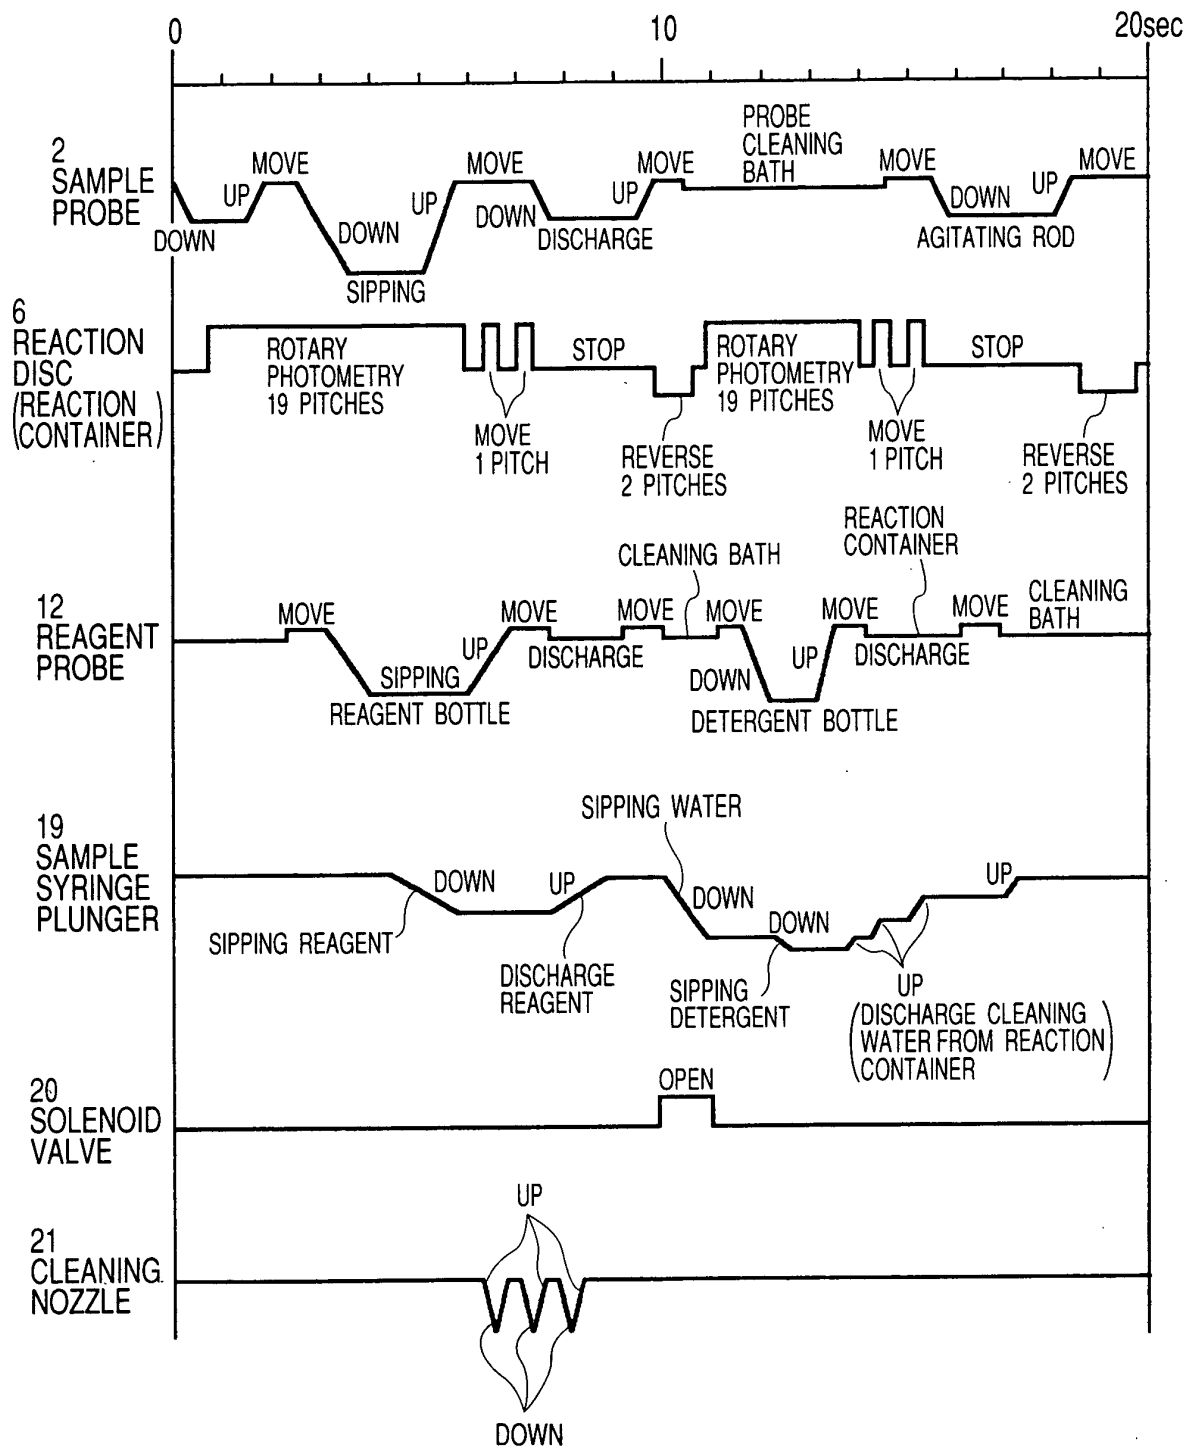 0
10
20sec
2
SAMPLE
PROBE
DOWN
UP
MOVE
DOWN
SIPPING
UP
MOVE
DOWN
DISCHARGE
UP
MOVE
PROBE
CLEANING
BATH
MOVE
DOWN
AGITATING ROD
UP
MOVE
6
REACTION
DISC
(REACTION
CONTAINER)
ROTARY
PHOTOMETRY
19 PITCHES
MOVE
1 PITCH
STOP
REVERSE
2 PITCHES
ROTARY
PHOTOMETRY
19 PITCHES
MOVE
1 PITCH
STOP
REVERSE
2 PITCHES
12
REAGENT
PROBE
MOVE
SIPPING
REAGENT BOTTLE
UP
MOVE
DISCHARGE
MOVE
CLEANING BATH
MOVE
DOWN
DETERGENT BOTTLE
UP
MOVE
DISCHARGE
REACTION
CONTAINER
MOVE
CLEANING
BATH
19
SAMPLE
SYRINGE
PLUNGER
SIPPING REAGENT
DOWN
UP
DISCHARGE
REAGENT
SIPPING WATER
DOWN
DOWN
SIPPING
DETERGENT
UP
UP
(DISCHARGE CLEANING
WATER FROM REACTION
CONTAINER)
20
SOLENOID
VALVE
OPEN
21
CLEANING
NOZZLE
UP
DOWN